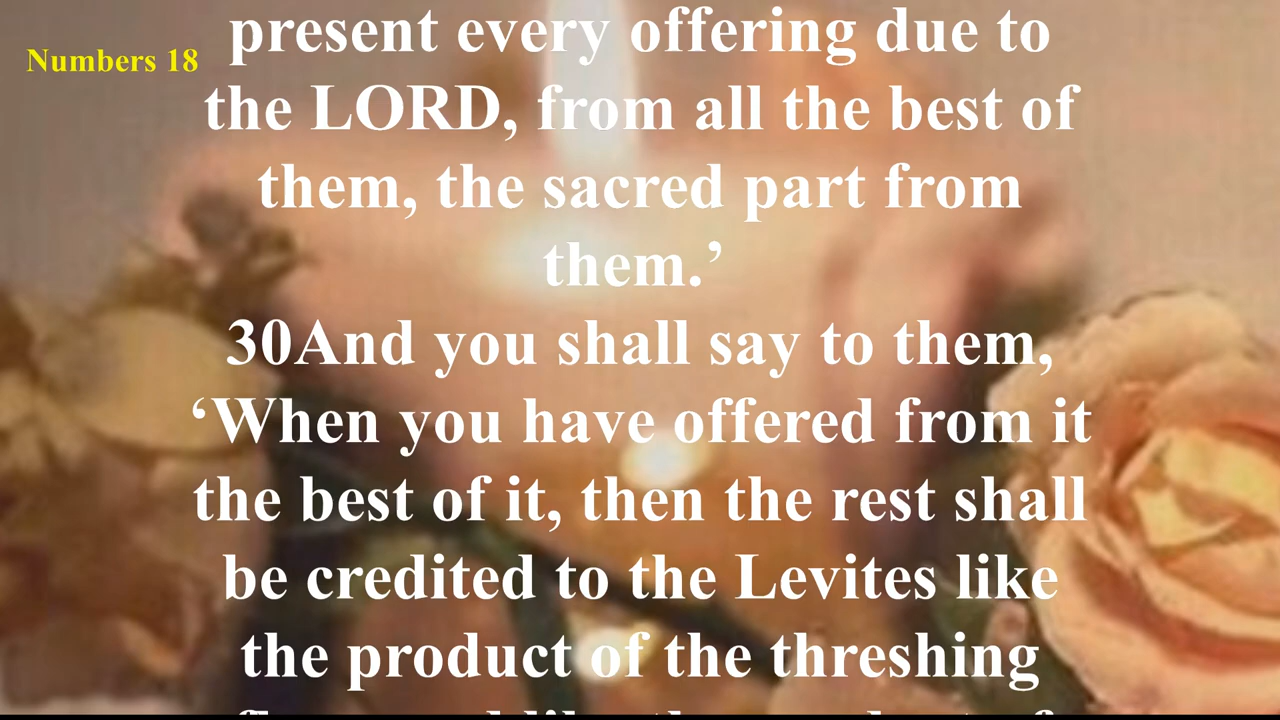 Numbers 18
present every offering due to
the LORD, from all the best of
them, the sacred part from
them.’
30And you shall say to them,
‘When you have offered from it
the best of it, then the rest shall
be credited to the Levites like
the product of the threshing